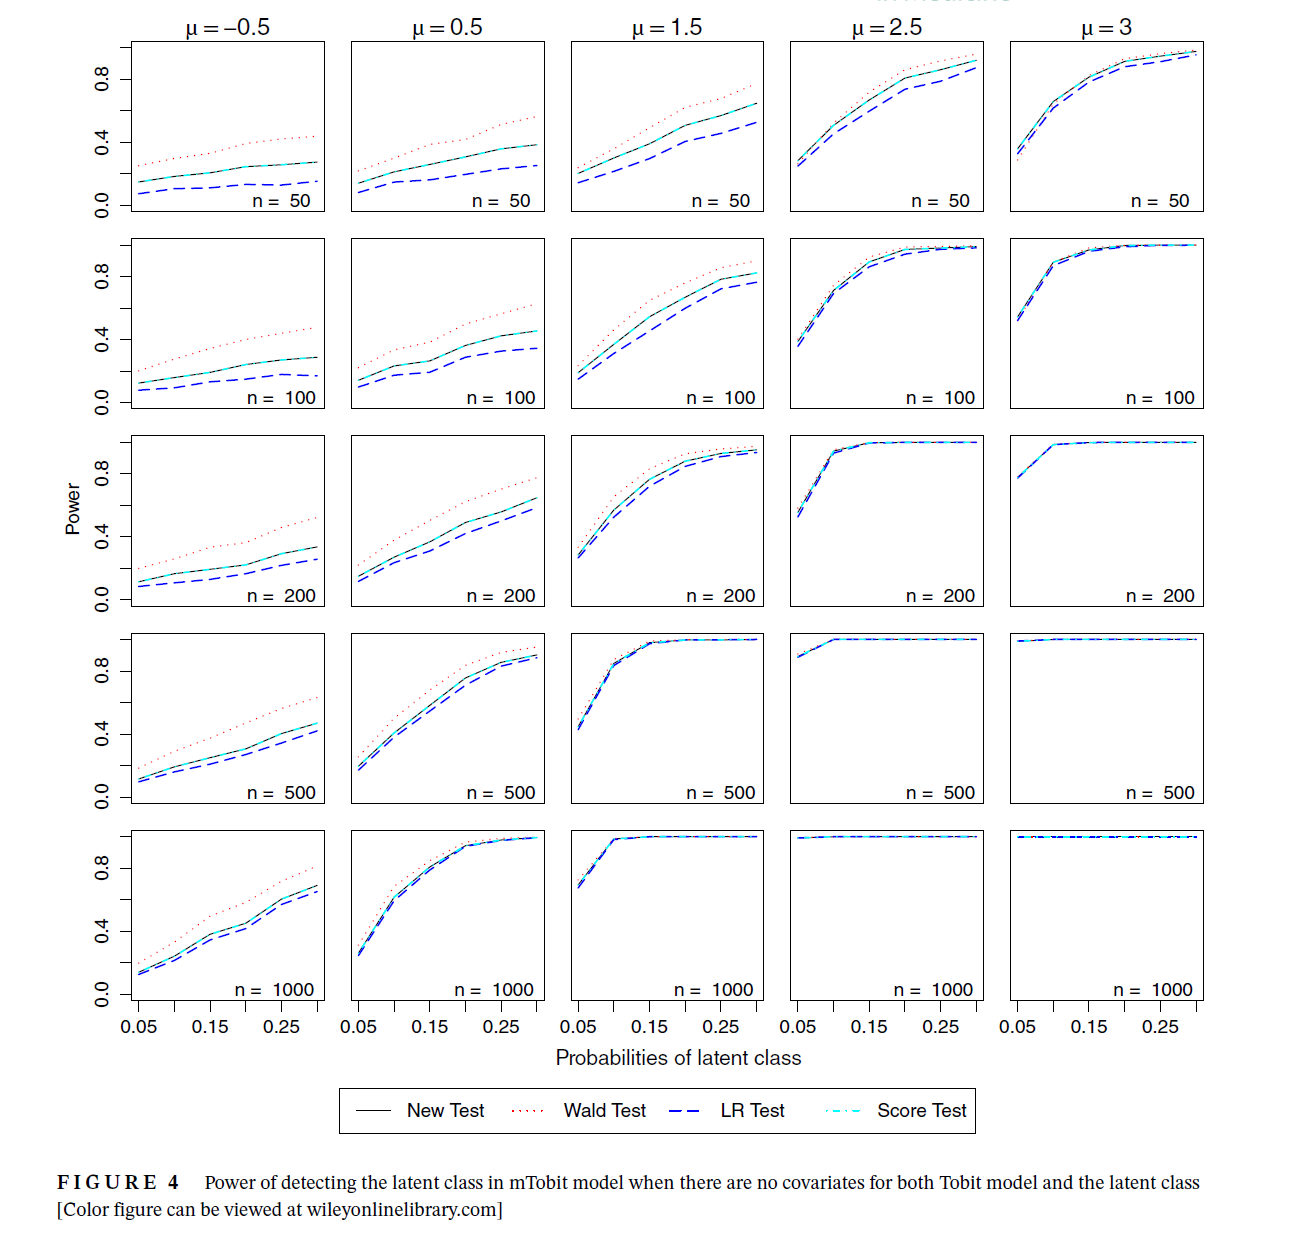 μ = −0.5 μ = 0.5 μ = 1.5 μ = 2.5 μ = 3
0.8
0.4
0.0
n = 50 n = 50 n = 50 n = 50 n = 50
0.8
0.4
0.0
n = 100 n = 100 n = 100 n = 100 n = 100
Power
0.8
0.4
0.0
n = 200 n = 200 n = 200 n = 200 n = 200
0.8
0.4
0.0
n = 500 n = 500 n = 500 n = 500 n = 500
0.8
0.4
0.0
n = 1000 n = 1000 n = 1000 n = 1000 n = 1000
0.05 0.15 0.25 0.05 0.15 0.25 0.05 0.15 0.25 0.05 0.15 0.25 0.05 0.15 0.25
Probabilities of latent class
New Test Wald Test LR Test Score Test
FIGURE 4 Power of detecting the latent class in mTobit model when there are no covariates for both Tobit model and the latent class
[Color figure can be viewed at wileyonlinelibrary.com]